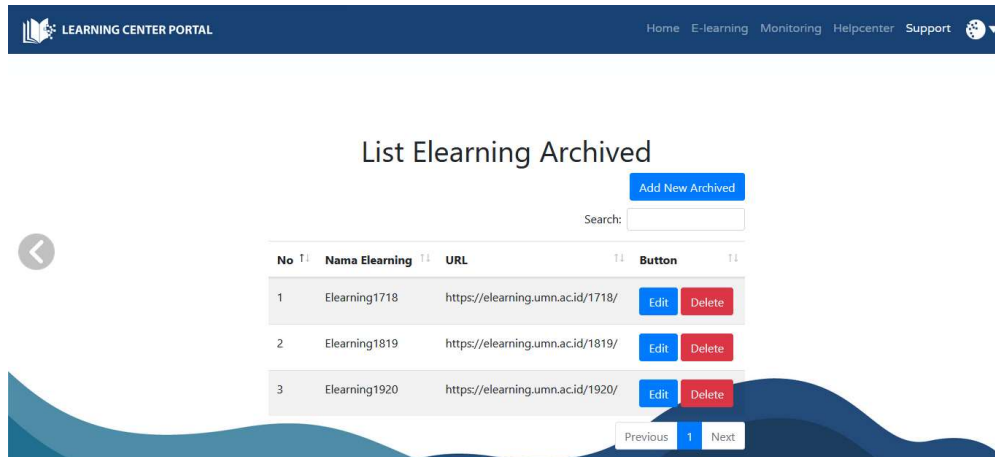 LEARNING CENTER PORTAL Home E-learning Monitoring Helpcenter Support
List Elearning Archived
Add New Archived
Search:
No Nama Elearning URL Button
1 Elearning1718 https://elearning.umn.ac.id/1718/ Edit Delete
2 Elearning1819 https://elearning.umn.ac.id/1819/ Edit Delete
3 Elearning1920 https://elearning.umn.ac.id/1920/ Edit Delete
Previous 1 Next